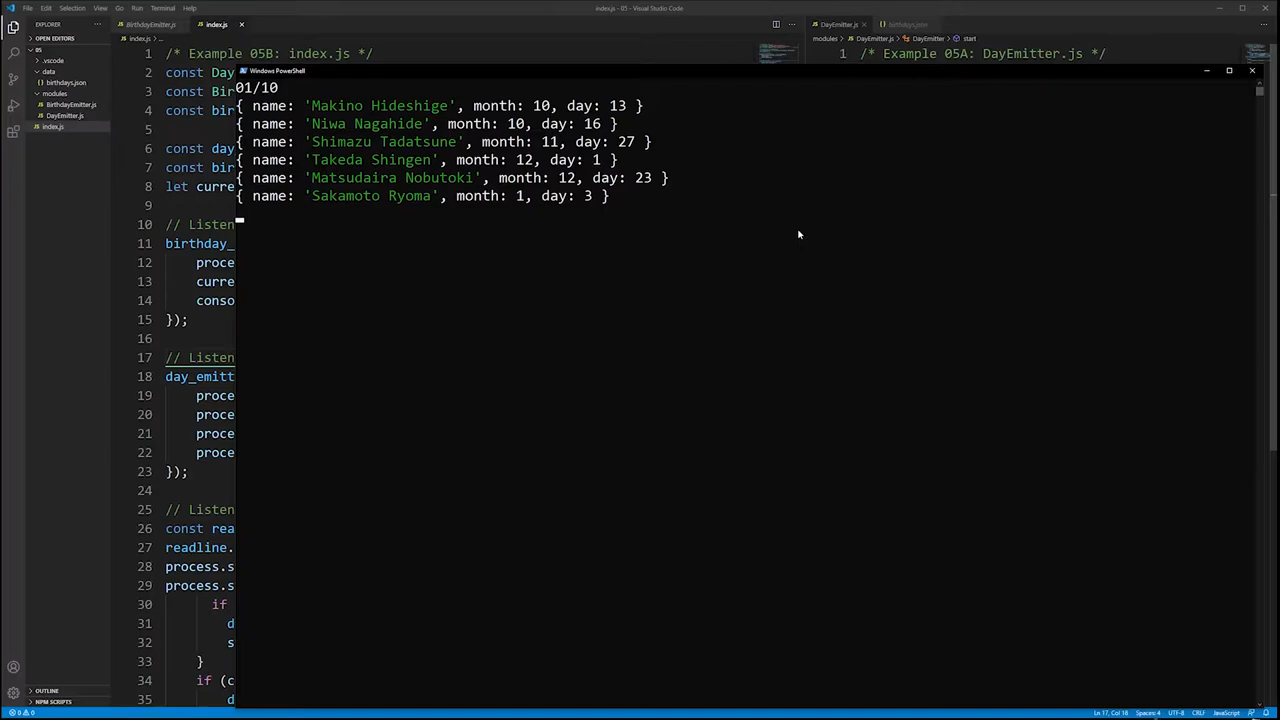 File Edit Selection View Go Run Terminal Help
index.js - 05 - Visual Studio Code
EXPLORER
BirthdayEmitter.js
index.js
DayEmitter.js
birthdays.json
OPEN EDITORS
index.js > ...
modules > DayEmitter.js > DayEmitter > start
05
.vscode
data
birthdays.json
modules
BirthdayEmitter.js
DayEmitter.js
index.js
1 /* Example 05B: index.js */
2 const Day
3 const Bir
4 const bir
5
6 const day
7 const bir
8 let curre
9
10 // Listen
11 birthday_
12 proce
13 curre
14 conso
15 });
16
17 // Listen
18 day_emitt
19 proce
20 proce
21 proce
22 proce
23 });
24
25 // Listen
26 const rea
27 readline.
28 process.s
29 process.s
30 if
31 d
32 s
33 }
34 if (c
35 d
1 /* Example 05A: DayEmitter.js */
Windows PowerShell
01/10
{ name: 'Makino Hideshige', month: 10, day: 13 }
{ name: 'Niwa Nagahide', month: 10, day: 16 }
{ name: 'Shimazu Tadatsune', month: 11, day: 27 }
{ name: 'Takeda Shingen', month: 12, day: 1 }
{ name: 'Matsudaira Nobutoki', month: 12, day: 23 }
{ name: 'Sakamoto Ryoma', month: 1, day: 3 }
OUTLINE
NPM SCRIPTS
0 0
Ln 17, Col 18 Spaces: 4 UTF-8 CRLF JavaScript